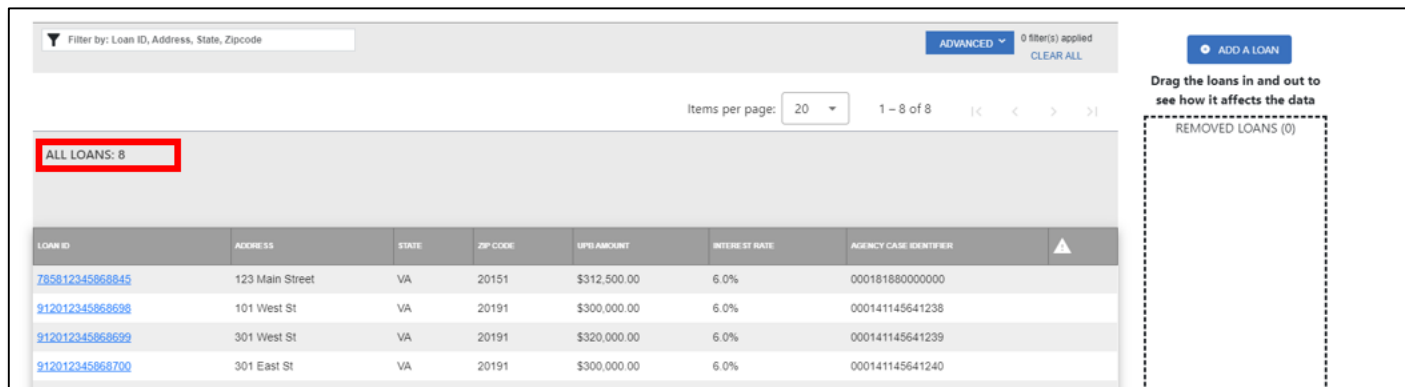 Filter by: Loan ID, Address, State, Zipcode
ADVANCED
0 filter(s) applied
CLEAR ALL
ADD A LOAN
Drag the loans in and out to
see how it affects the data
Items per page: 20 1 – 8 of 8
REMOVED LOANS (0)
ALL LOANS: 8
LOAN ID ADDRESS STATE ZIP CODE UPB AMOUNT INTEREST RATE AGENCY CASE IDENTIFIER
785812345868845 123 Main Street VA 20151 $312,500.00 6.0% 000181880000000
912012345868698 101 West St VA 20191 $300,000.00 6.0% 000141145641238
912012345868699 301 West St VA 20191 $320,000.00 6.0% 000141145641239
912012345868700 301 East St VA 20191 $300,000.00 6.0% 000141145641240